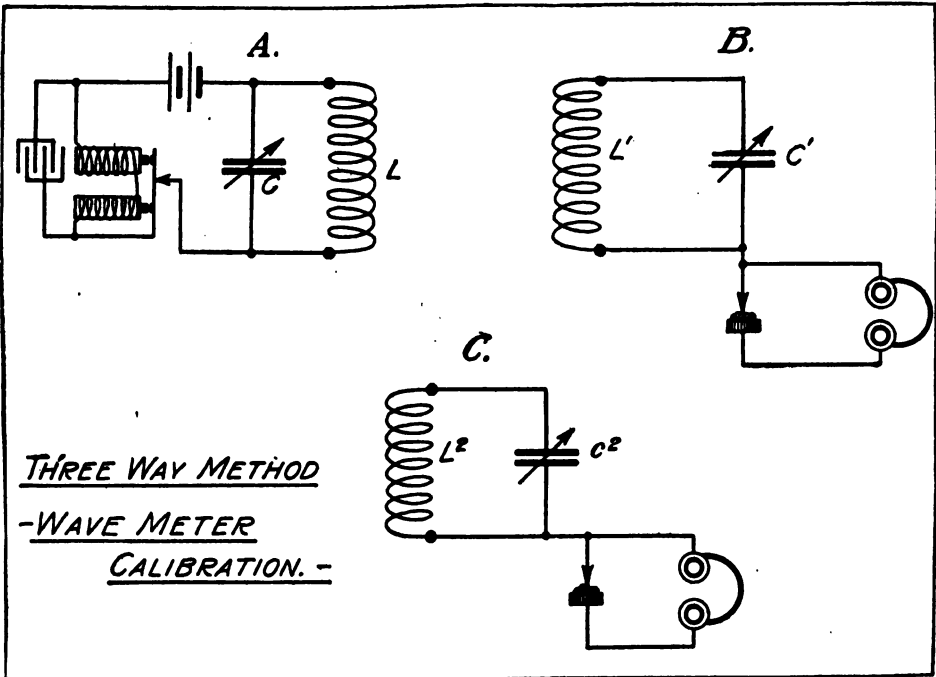 A.
B.
C
L
L'
C'
C.
L²
C²
THREE WAY METHOD
-WAVE METER
CALIBRATION.-